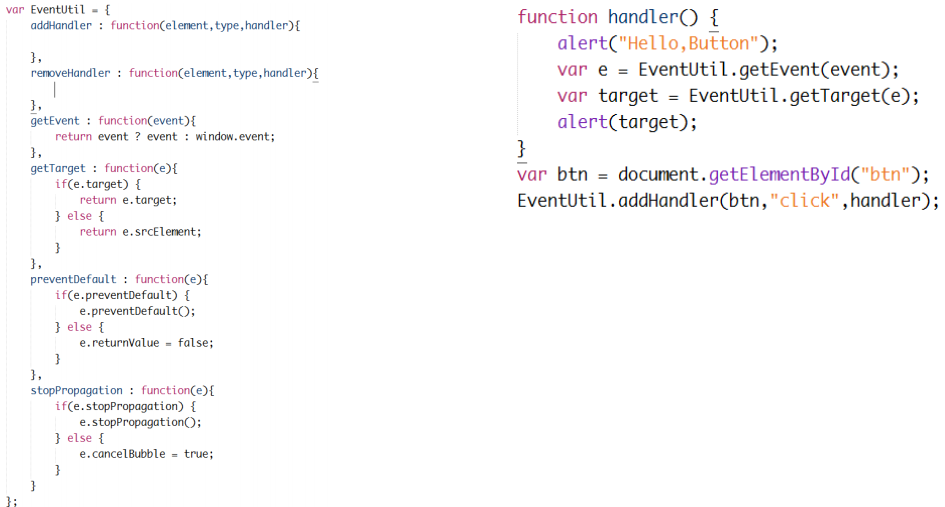 var EventUtil = {
    addHandler : function(element,type,handler){

    },
    removeHandler : function(element,type,handler){

    },
    getEvent : function(event){
        return event ? event : window.event;
    },
    getTarget : function(e){
        if(e.target) {
            return e.target;
        } else {
            return e.srcElement;
        }
    },
    preventDefault : function(e){
        if(e.preventDefault) {
            e.preventDefault();
        } else {
            e.returnValue = false;
        }
    },
    stopPropagation : function(e){
        if(e.stopPropagation) {
            e.stopPropagation();
        } else {
            e.cancelBubble = true;
        }
    }
};
function handler() {
    alert("Hello,Button");
    var e = EventUtil.getEvent(event);
    var target = EventUtil.getTarget(e);
    alert(target);
}
var btn = document.getElementById("btn");
EventUtil.addHandler(btn,"click",handler);